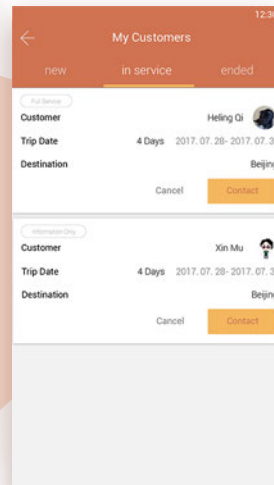 12:30
My Customers
new in service ended
Full Service
Customer Heling Qi
Trip Date 4 Days 2017. 07. 28- 2017. 07. 3
Destination Beijing
Cancel Contact
Information Only
Customer Xin Mu
Trip Date 4 Days 2017. 07. 28- 2017. 07. 3
Destination Beijing
Cancel Contact